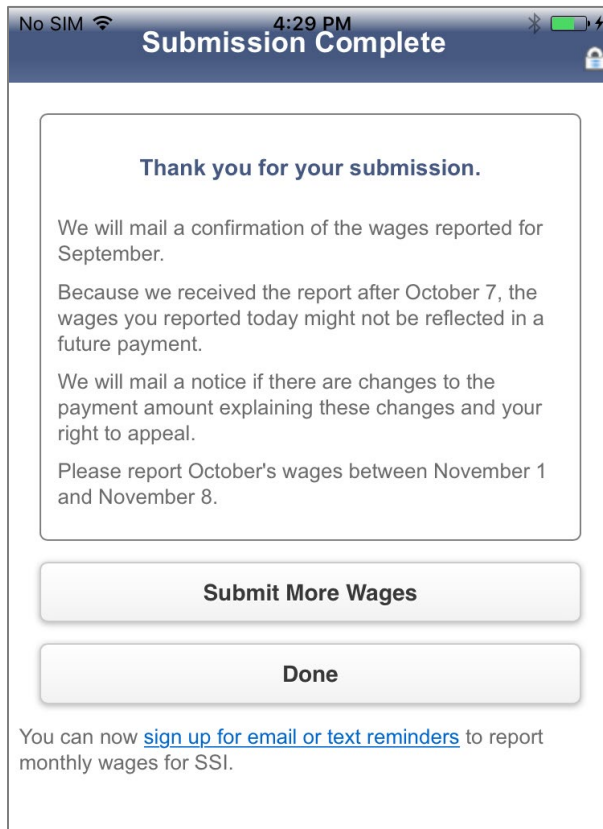 No SIM 4:29 PM
Submission Complete
Thank you for your submission.
We will mail a confirmation of the wages reported for
September.
Because we received the report after October 7, the
wages you reported today might not be reflected in a
future payment.
We will mail a notice if there are changes to the
payment amount explaining these changes and your
right to appeal.
Please report October's wages between November 1
and November 8.
Submit More Wages
Done
You can now sign up for email or text reminders to report
monthly wages for SSI.